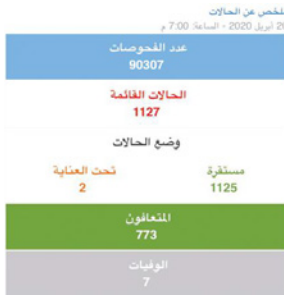 ملخص عن الحالات
أبريل 2020 - الساعة: 7:00 م
عدد الفحوصات
90307
الحالات القائمة
1127
وضع الحالات
مستقرة
1125
تحت العناية
2
المتعافون
773
الوفيات
7